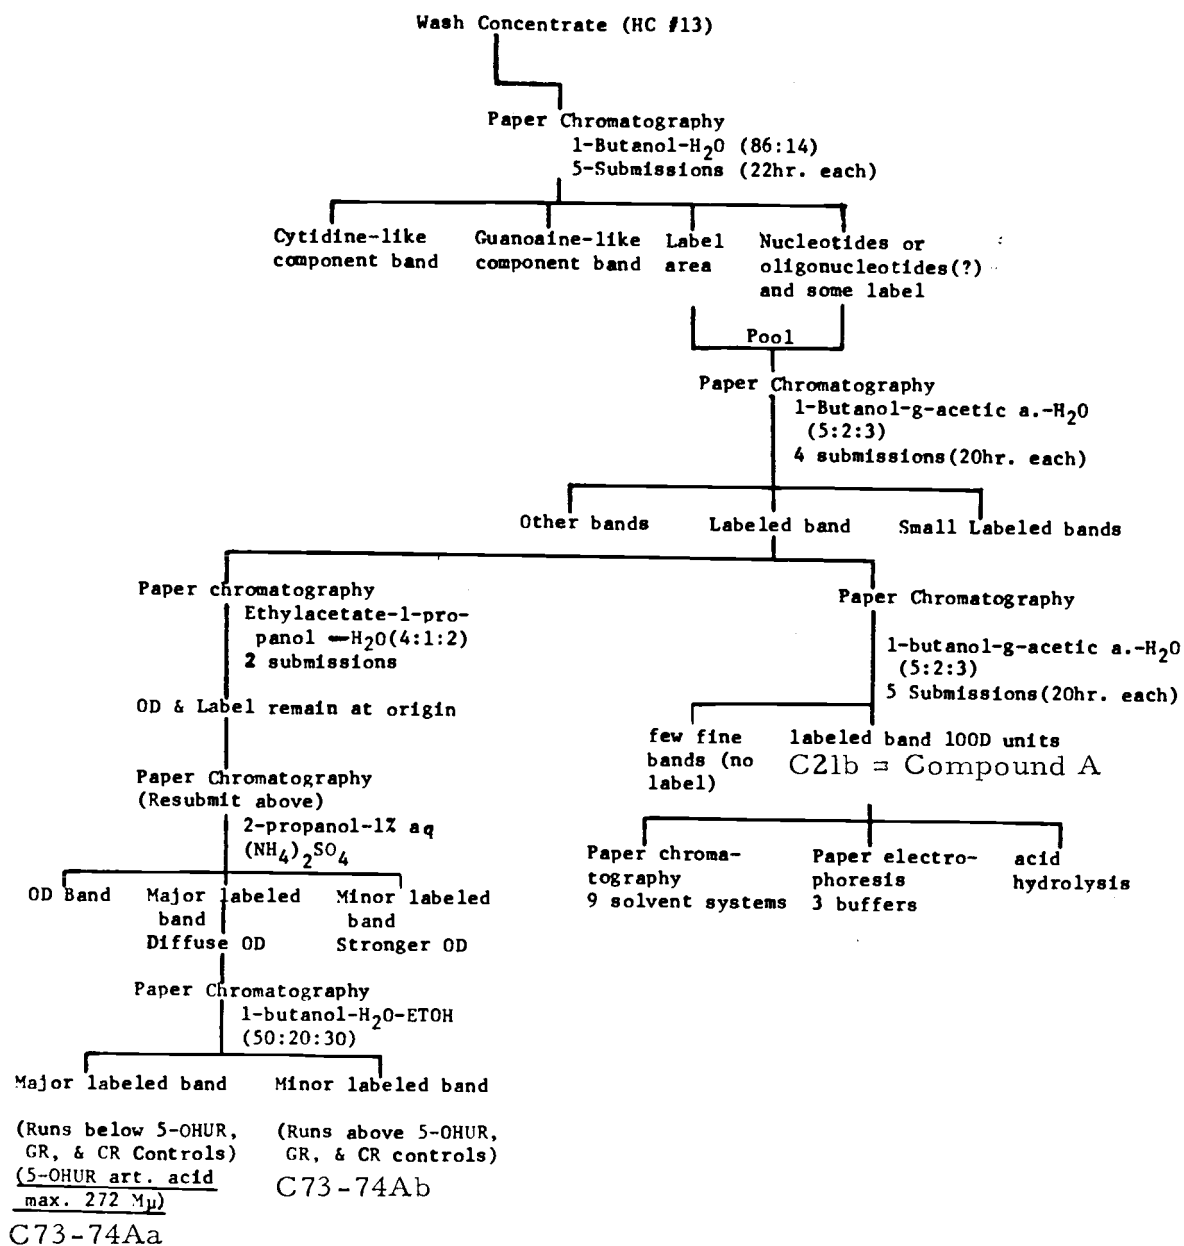 Wash Concentrate (HC #13)
Paper Chromatography
1-Butanol-H2O (86:14)
5-Submissions (22hr. each)
Cytidine-like
component band
Guanoaine-like
component band
Label
area
Nucleotides or
oligonucleotides(?)
and some label
Pool
Paper Chromatography
1-Butanol-g-acetic a.-H2O
(5:2:3)
4 submissions(20hr. each)
Other bands
Labeled band
Small Labeled bands
Paper chromatography
Ethylacetate-1-pro-
panol -H2O(4:1:2)
2 submissions
OD & Label remain at origin
Paper Chromatography
(Resubmit above)
2-propanol-1% aq
(NH4)2SO4
OD Band
Major labeled
band
Diffuse OD
Minor labeled
band
Stronger OD
Paper Chromatography
1-butanol-H2O-ETOH
(50:20:30)
Major labeled band
(Runs below 5-OHUR,
GR, & CR Controls)
(5-OHUR art. acid
max. 272 Mμ)
C73-74Aa
Minor labeled band
(Runs above 5-OHUR,
GR, & CR controls)
C73-74Ab
Paper Chromatography
1-butanol-g-acetic a.-H2O
(5:2:3)
5 Submissions(20hr. each)
few fine
bands (no
label)
labeled band 10OD units
C21b = Compound A
Paper chroma-
tography
9 solvent systems
Paper electro-
phoresis
3 buffers
acid
hydrolysis